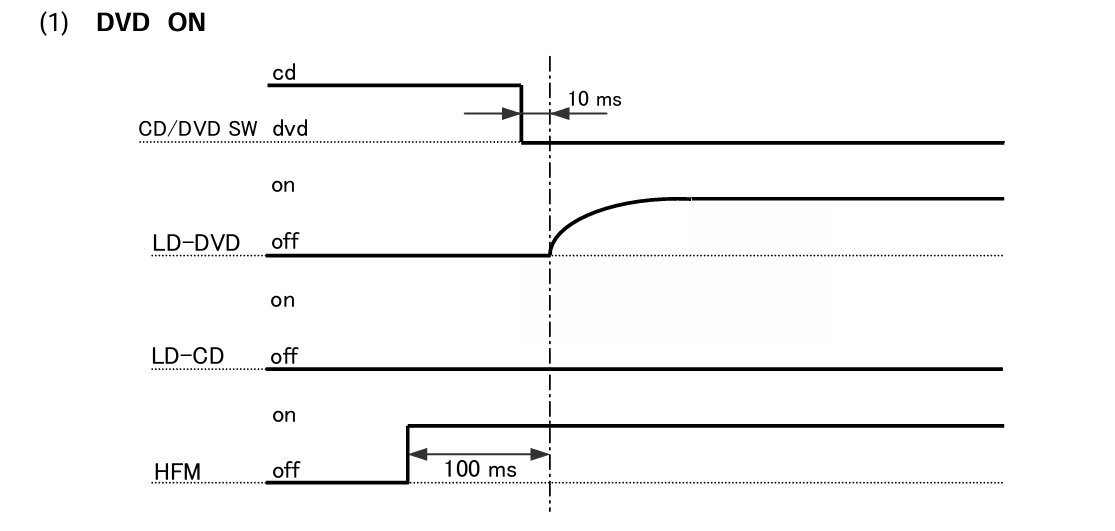 (1) DVD ON
cd
10 ms
CD/DVD SW dvd
on
LD-DVD off
on
LD-CD off
on
100 ms
HFM off